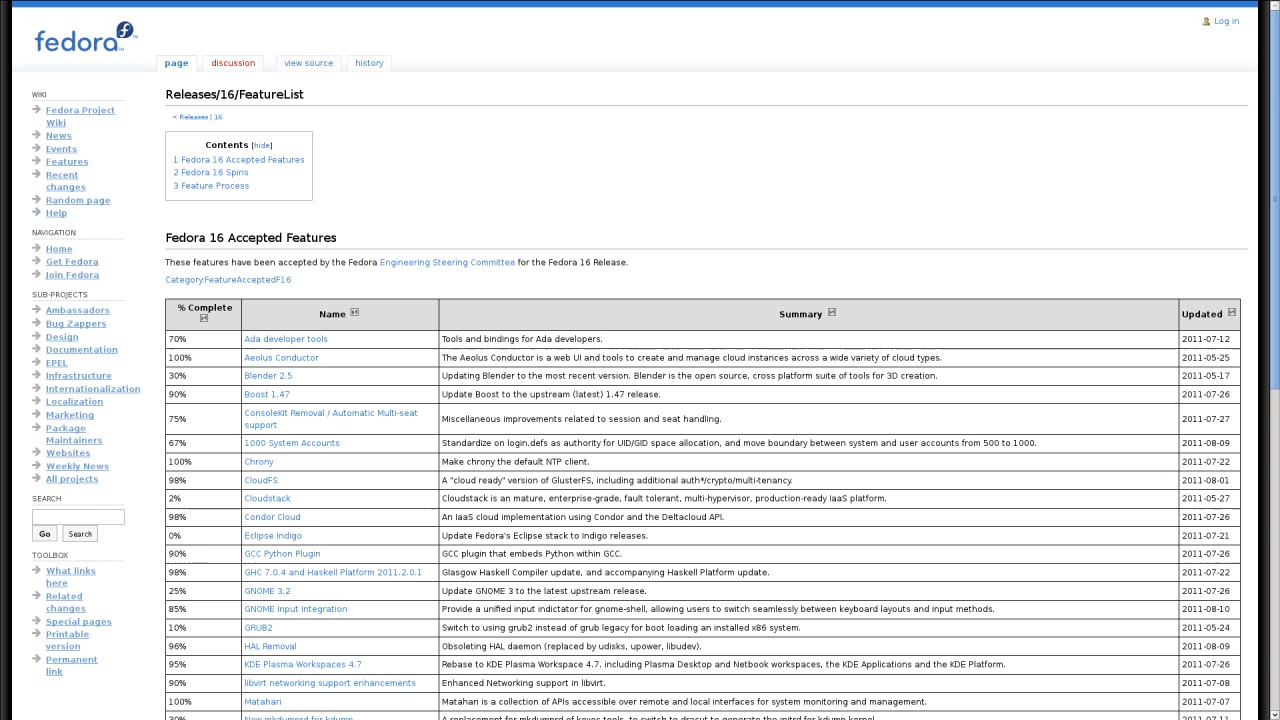 fedora
Log in
page discussion view source history
WIKI
Fedora Project
Wiki
News
Events
Features
Recent
changes
Random page
Help
NAVIGATION
Home
Get Fedora
Join Fedora
SUB-PROJECTS
Ambassadors
Bug Zappers
Design
Documentation
EPEL
Infrastructure
Internationalization
Localization
Marketing
Package
Maintainers
Websites
Weekly News
All projects
SEARCH
Go Search
TOOLBOX
What links
here
Related
changes
Special pages
Printable
version
Permanent
link
Releases/16/FeatureList
< Releases | 16
Contents [hide]
1 Fedora 16 Accepted Features
2 Fedora 16 Spins
3 Feature Process
Fedora 16 Accepted Features
These features have been accepted by the Fedora Engineering Steering Committee for the Fedora 16 Release.
Category:FeatureAcceptedF16
% Complete Name Summary Updated
70% Ada developer tools Tools and bindings for Ada developers. 2011-07-12
100% Aeolus Conductor The Aeolus Conductor is a web UI and tools to create and manage cloud instances across a wide variety of cloud types. 2011-05-25
30% Blender 2.5 Updating Blender to the most recent version. Blender is the open source, cross platform suite of tools for 3D creation. 2011-05-17
90% Boost 1.47 Update Boost to the upstream (latest) 1.47 release. 2011-07-26
75% ConsoleKit Removal / Automatic Multi-seat
support Miscellaneous improvements related to session and seat handling. 2011-07-27
67% 1000 System Accounts Standardize on login.defs as authority for UID/GID space allocation, and move boundary between system and user accounts from 500 to 1000. 2011-08-09
100% Chrony Make chrony the default NTP client. 2011-07-22
98% CloudFS A "cloud ready" version of GlusterFS, including additional auth*/crypto/multi-tenancy. 2011-08-01
2% Cloudstack Cloudstack is an mature, enterprise-grade, fault tolerant, multi-hypervisor, production-ready IaaS platform. 2011-05-27
98% Condor Cloud An IaaS cloud implementation using Condor and the Deltacloud API. 2011-07-26
0% Eclipse Indigo Update Fedora's Eclipse stack to Indigo releases. 2011-07-21
90% GCC Python Plugin GCC plugin that embeds Python within GCC. 2011-07-26
98% GHC 7.0.4 and Haskell Platform 2011.2.0.1 Glasgow Haskell Compiler update, and accompanying Haskell Platform update. 2011-07-22
25% GNOME 3.2 Update GNOME 3 to the latest upstream release. 2011-07-26
85% GNOME Input Integration Provide a unified input indictator for gnome-shell, allowing users to switch seamlessly between keyboard layouts and input methods. 2011-08-10
10% GRUB2 Switch to using grub2 instead of grub legacy for boot loading an installed x86 system. 2011-05-24
96% HAL Removal Obsoleting HAL daemon (replaced by udisks, upower, libudev). 2011-08-09
95% KDE Plasma Workspaces 4.7 Rebase to KDE Plasma Workspace 4.7. including Plasma Desktop and Netbook workspaces, the KDE Applications and the KDE Platform. 2011-07-26
90% libvirt networking support enhancements Enhanced Networking support in libvirt. 2011-07-08
100% Matahari Matahari is a collection of APIs accessible over remote and local interfaces for system monitoring and management. 2011-07-07
30% New mkdumprd for kdump A replacement for mkdumprd of kexec-tools, to switch to dracut to generate the initrd for kdump kernel.